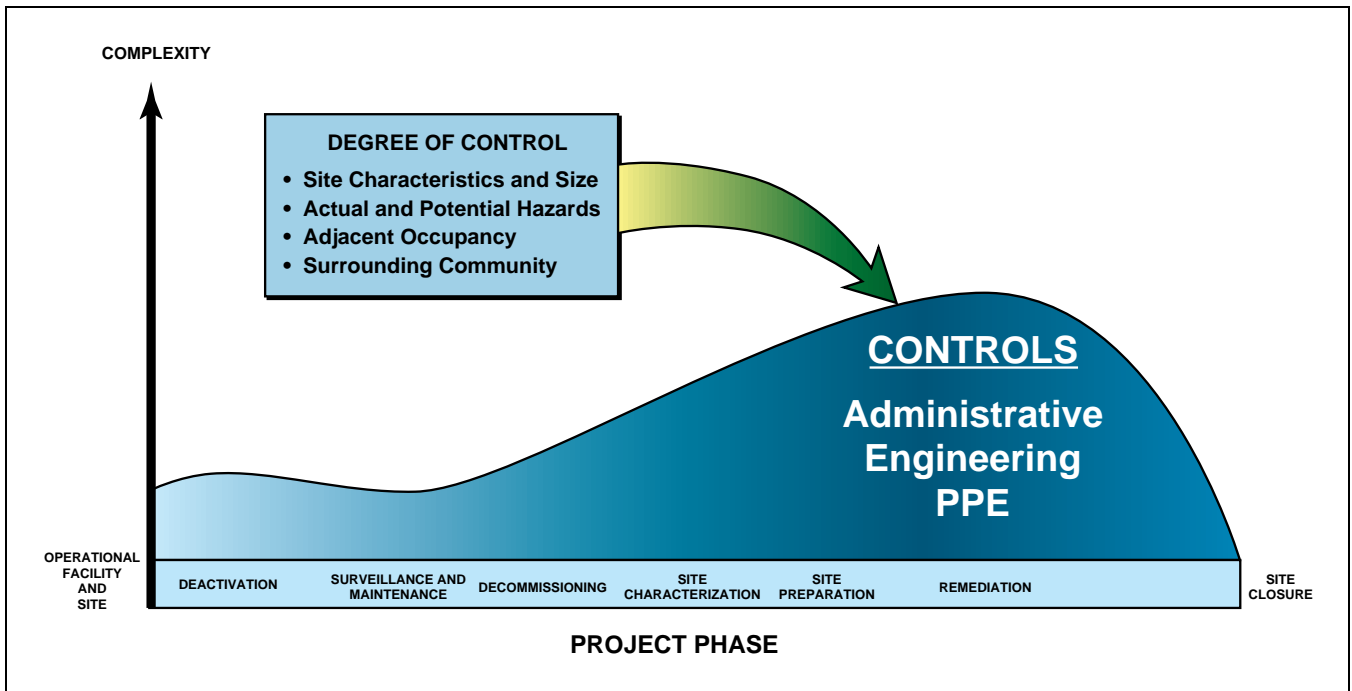 COMPLEXITY
DEGREE OF CONTROL
• Site Characteristics and Size
• Actual and Potential Hazards
• Adjacent Occupancy
• Surrounding Community
CONTROLS
Administrative
Engineering
PPE
OPERATIONAL
FACILITY
AND
SITE
DEACTIVATION
SURVEILLANCE AND
MAINTENANCE
DECOMMISSIONING
SITE
CHARACTERIZATION
SITE
PREPARATION
REMEDIATION
SITE
CLOSURE
PROJECT PHASE